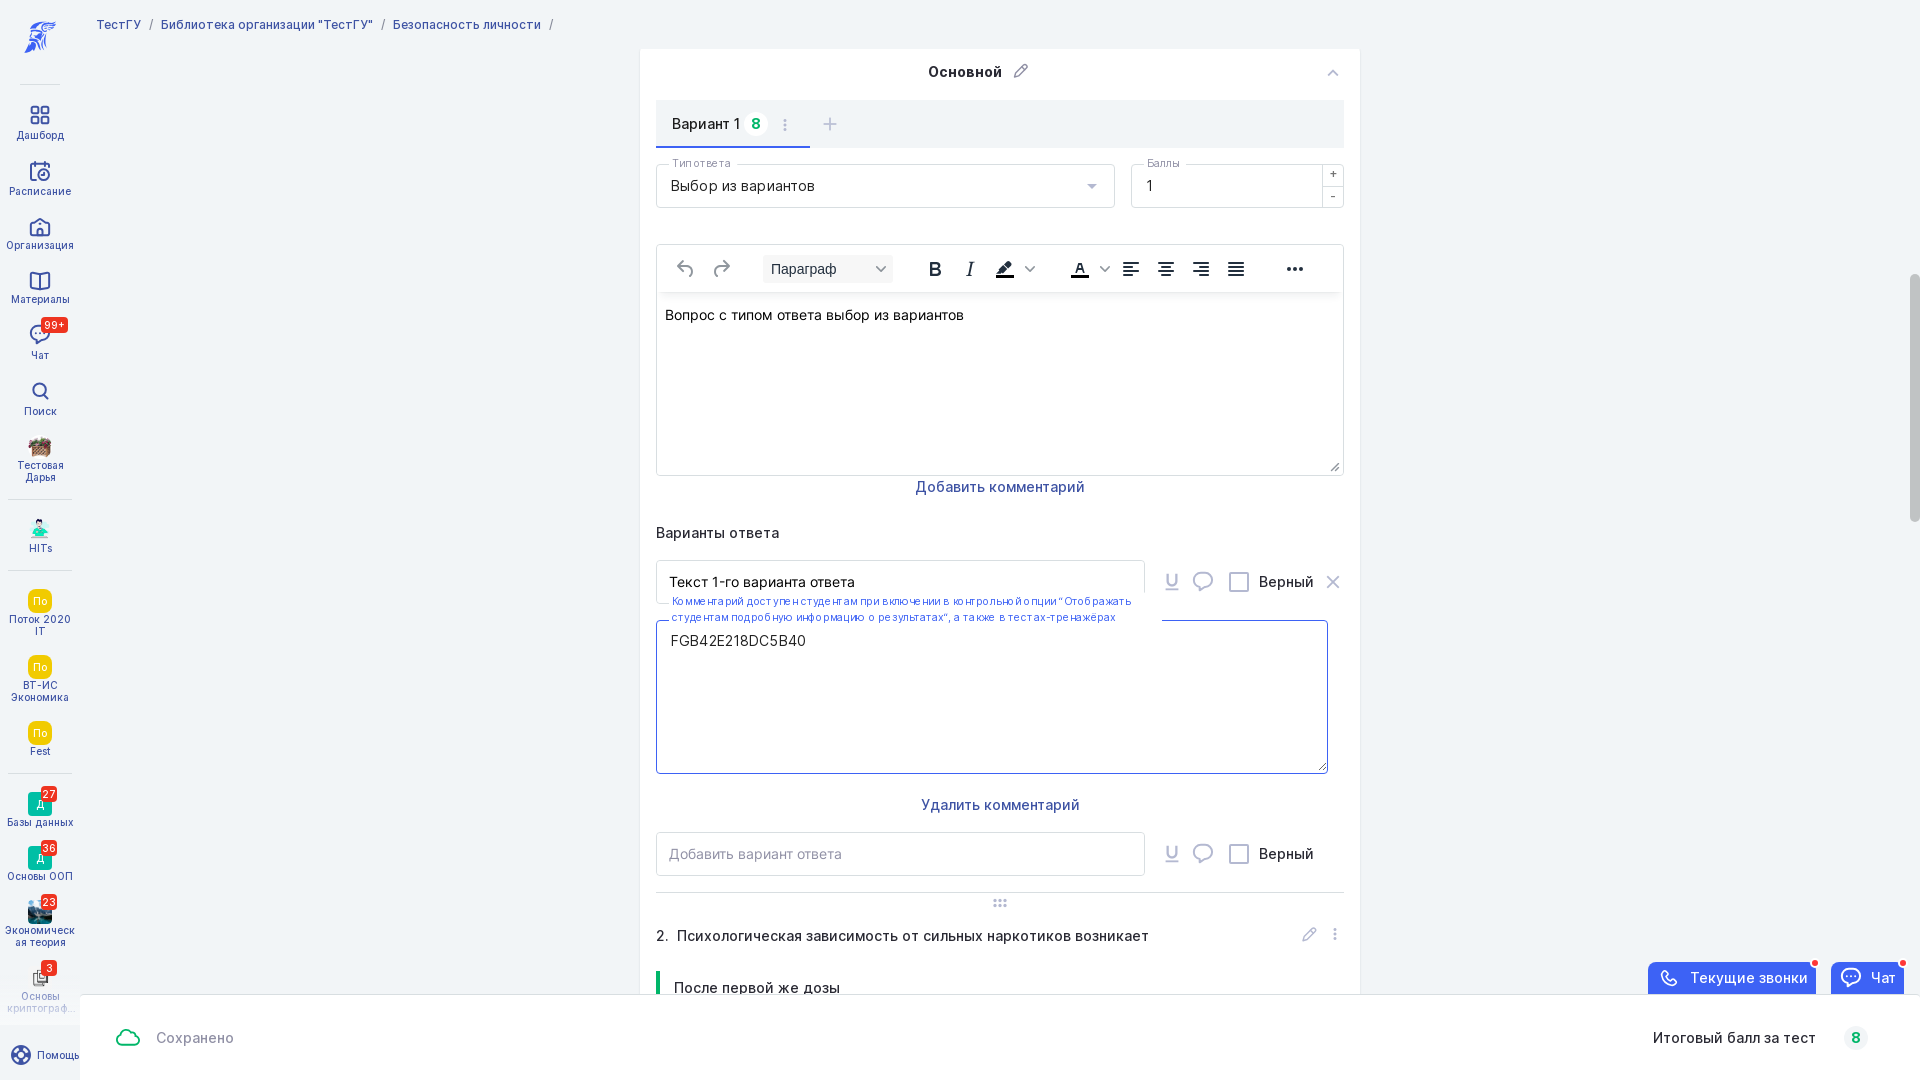 ТестГУ / Библиотека организации "ТестГУ" / Безопасность личности /
Основной
Вариант 1 8
Тип ответа
Выбор из вариантов
Баллы
1
+
-
Параграф
Вопрос с типом ответа выбор из вариантов
Добавить комментарий
Варианты ответа
Текст 1-го варианта ответа
Верный
Комментарий доступен студентам при включении в контрольной опции “Отображать
студентам подробную информацию о результатах“, а также в тестах-тренажёрах
FGB42E218DC5B40
Удалить комментарий
Добавить вариант ответа
Верный
2. Психологическая зависимость от сильных наркотиков возникает
После первой же дозы
Дашборд
Расписание
Организация
Материалы
99+
Чат
Поиск
Тестовая
Дарья
HITs
По
Поток 2020
IT
По
ВТ-ИС
Экономика
По
Fest
27
Д
Базы данных
36
Д
Основы ООП
23
Экономическ
ая теория
3
Основы
криптограф...
Помощь
Текущие звонки
Чат
Сохранено
Итоговый балл за тест 8